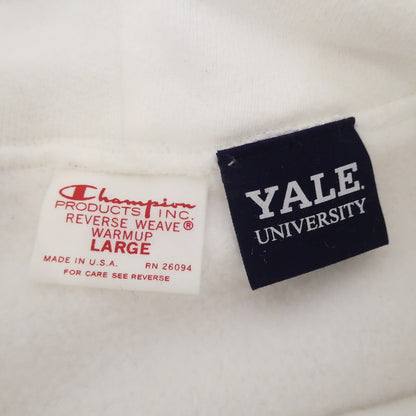 Champion
PRODUCTS INC.
REVERSE WEAVE®
WARMUP
LARGE
MADE IN U.S.A. RN 26094
FOR CARE SEE REVERSE
YALE.
UNIVERSITY